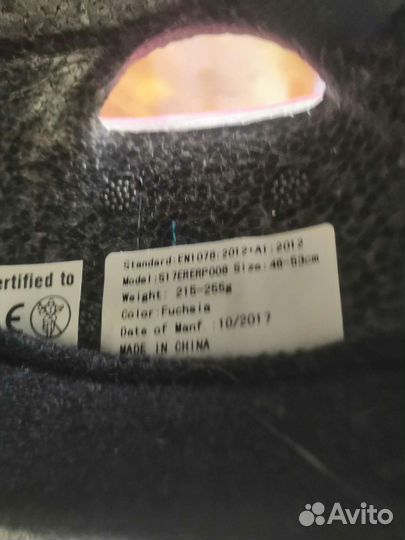 Standard:EN1078:2012+A1:2012
Model:S17ERERP008 Size:48-53cm
Weight: 215-255g
Color: Fuchsia
Date of Manf.:10/2017
MADE IN CHINA
ertified to
CE
Avito